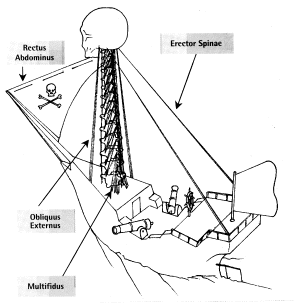 Rectus
Abdominus
Erector Spinae
Obliquus
Externus
Multifidus